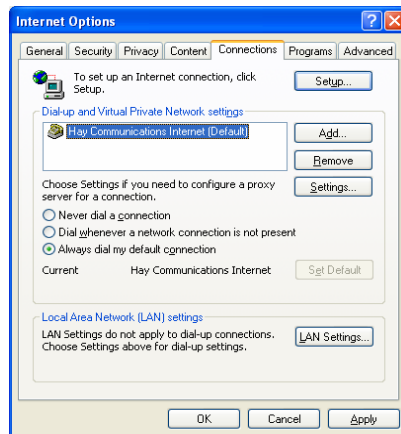 Internet Options
General Security Privacy Content Connections Programs Advanced
To set up an Internet connection, click
Setup.
Setup...
Dial-up and Virtual Private Network settings
Hay Communications Internet (Default)
Add...
Remove
Choose Settings if you need to configure a proxy
server for a connection.
Settings...
Never dial a connection
Dial whenever a network connection is not present
Always dial my default connection
Current Hay Communications Internet Set Default
Local Area Network (LAN) settings
LAN Settings do not apply to dial-up connections.
Choose Settings above for dial-up settings.
LAN Settings...
OK Cancel Apply